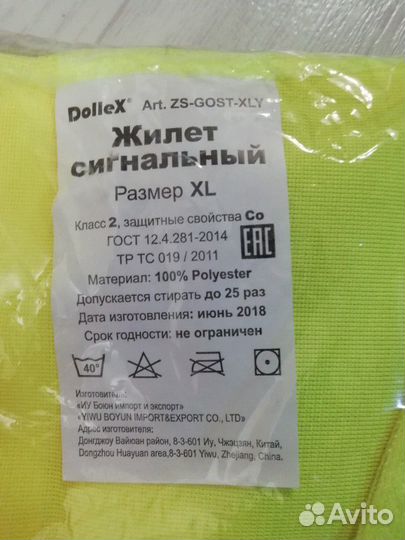 DolleX® Art. ZS-GOST-XLY
Жилет
сигнальный
Размер XL
Класс 2, защитные свойства Со
ГОСТ 12.4.281-2014
ТР ТС 019 / 2011
EAC
Материал: 100% Polyester
Допускается стирать до 25 раз
Дата изготовления: июнь 2018
Срок годности: не ограничен
40°
Изготовитель:
«ИУ Боюн импорт и экспорт»
«YIWU BOYUN IMPORT&EXPORT CO., LTD»
Адрес изготовителя:
Донгджоу Вайюан район, 8-3-601 Иу, Чжэцзян, Китай,
Dongzhou Huayuan area,8-3-601 Yiwu, Zhejiang, China.
Avito